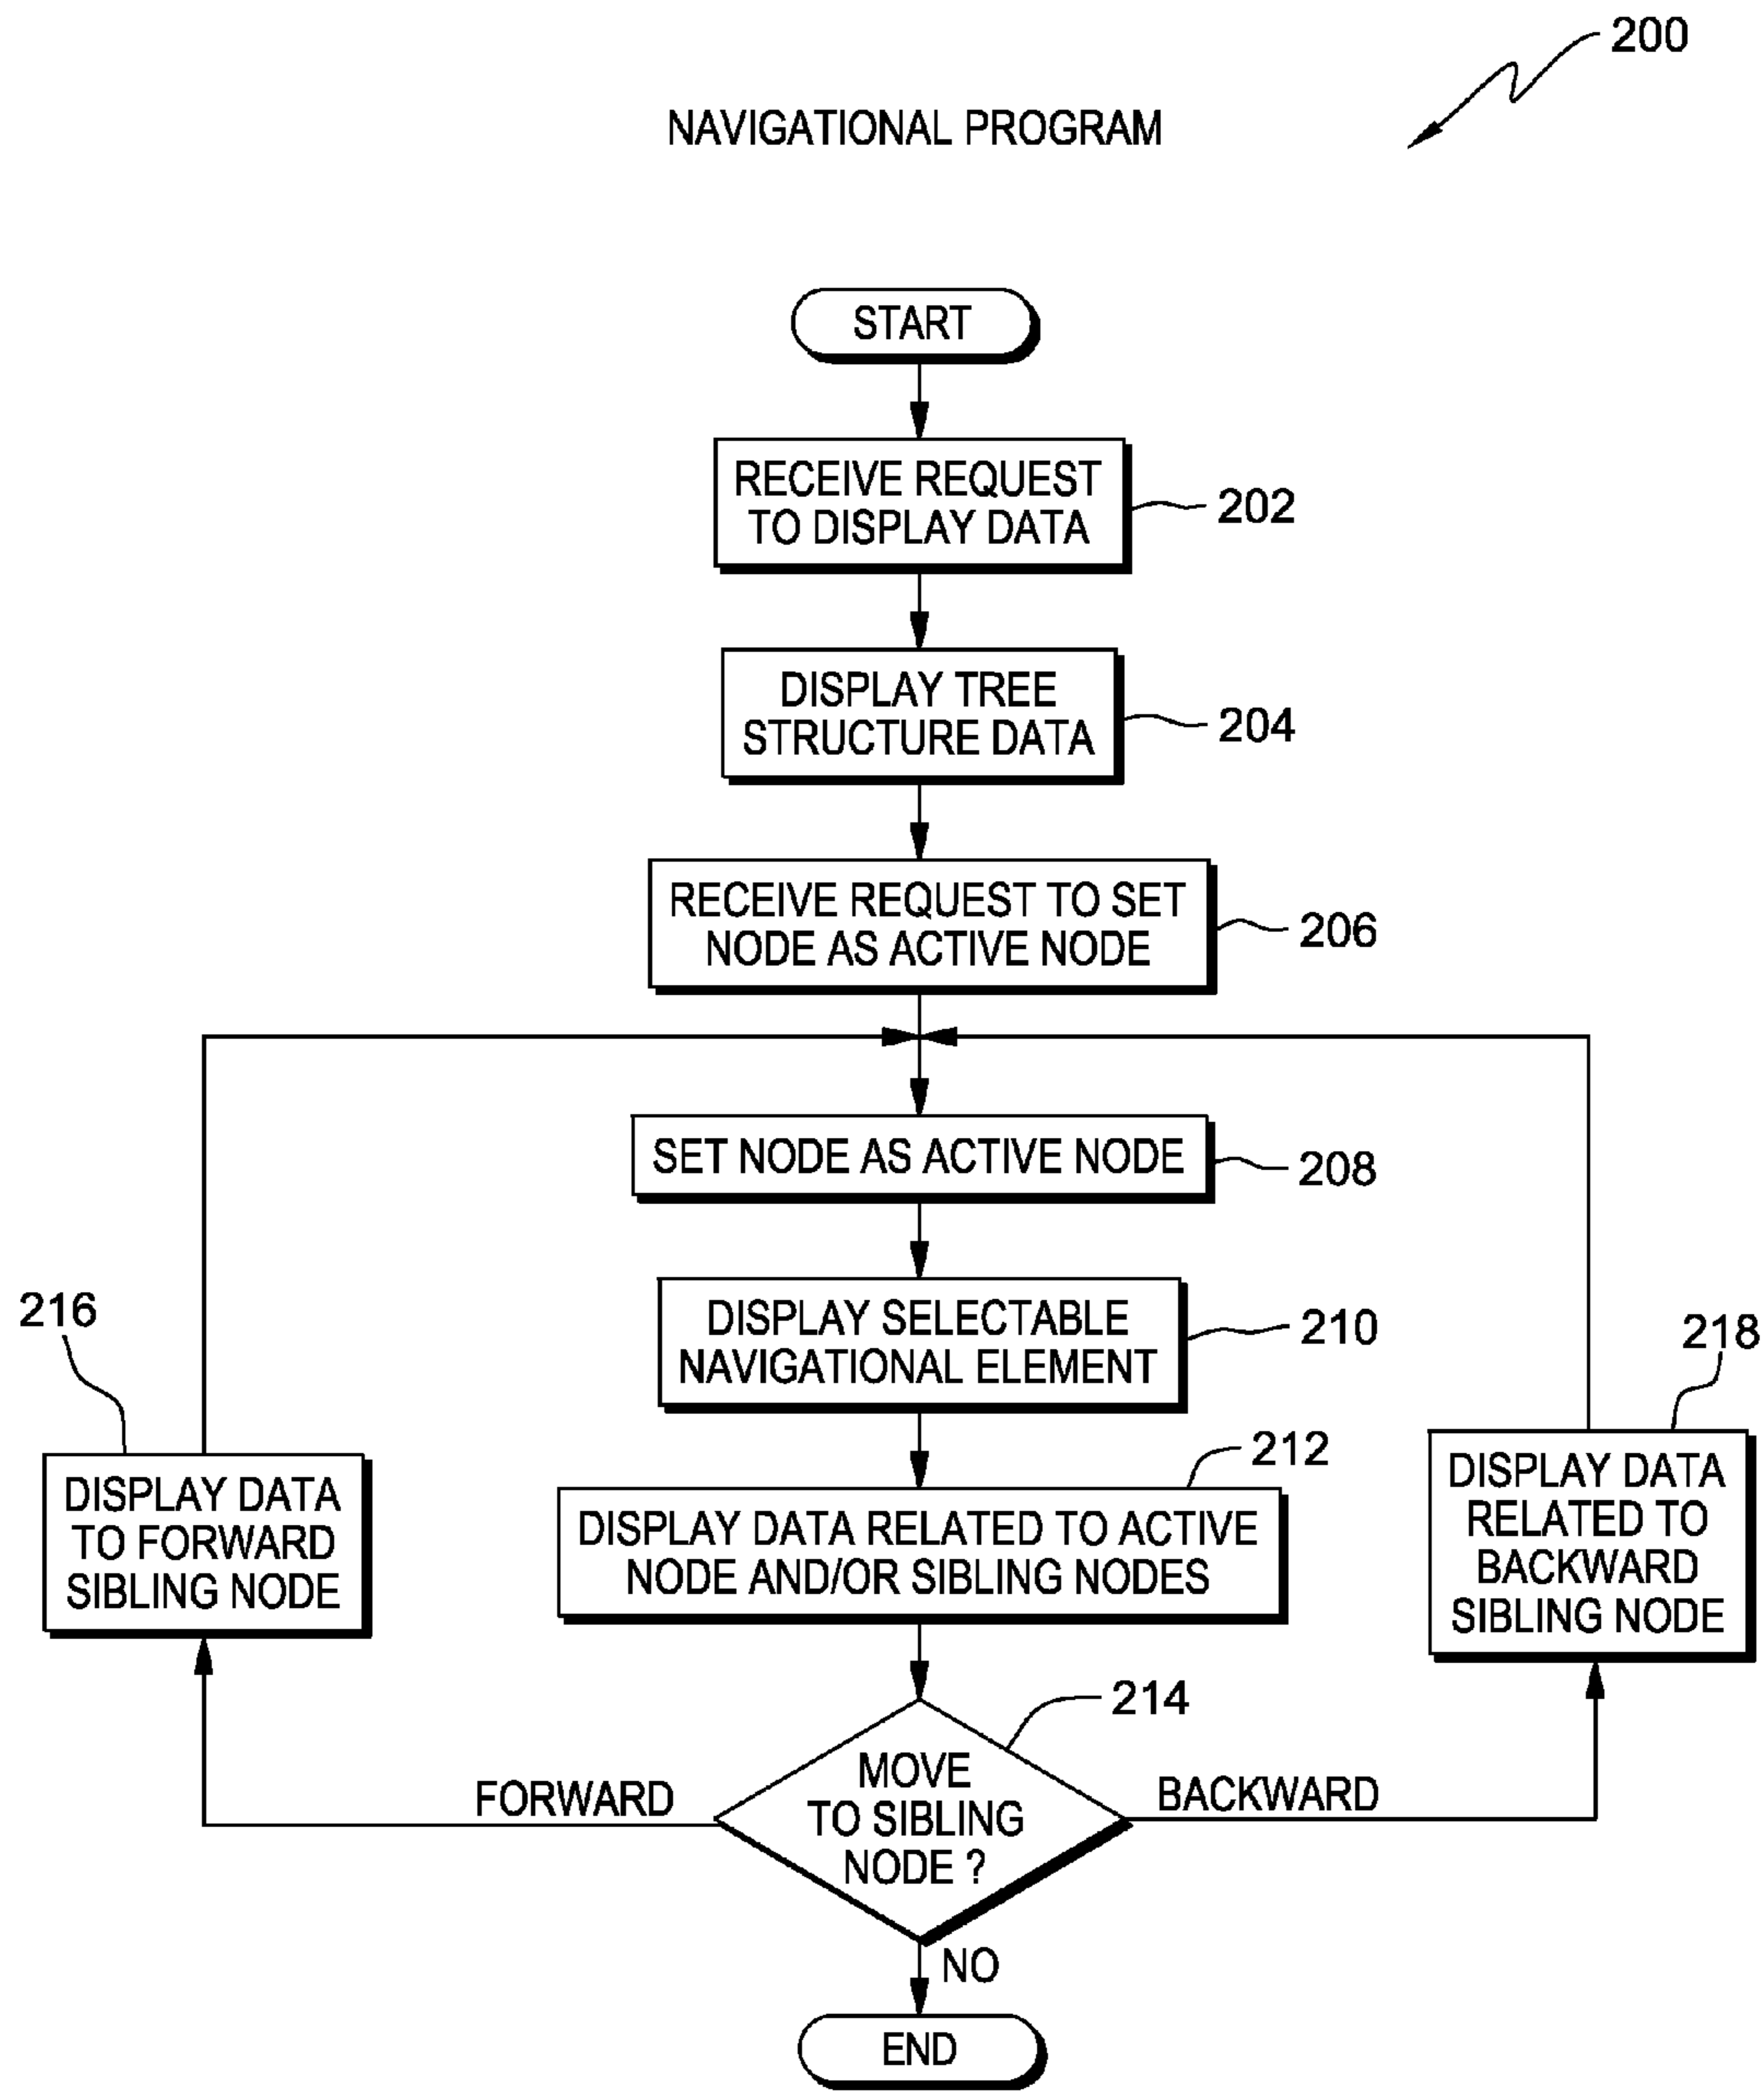 200
NAVIGATIONAL PROGRAM
START
RECEIVE REQUEST
TO DISPLAY DATA
202
DISPLAY TREE
STRUCTURE DATA
204
RECEIVE REQUEST TO SET
NODE AS ACTIVE NODE
206
SET NODE AS ACTIVE NODE
208
DISPLAY SELECTABLE
NAVIGATIONAL ELEMENT
210
216
218
DISPLAY DATA
TO FORWARD
SIBLING NODE
212
DISPLAY DATA RELATED TO ACTIVE
NODE AND/OR SIBLING NODES
DISPLAY DATA
RELATED TO
BACKWARD
SIBLING NODE
214
MOVE
TO SIBLING
NODE ?
FORWARD
BACKWARD
NO
END